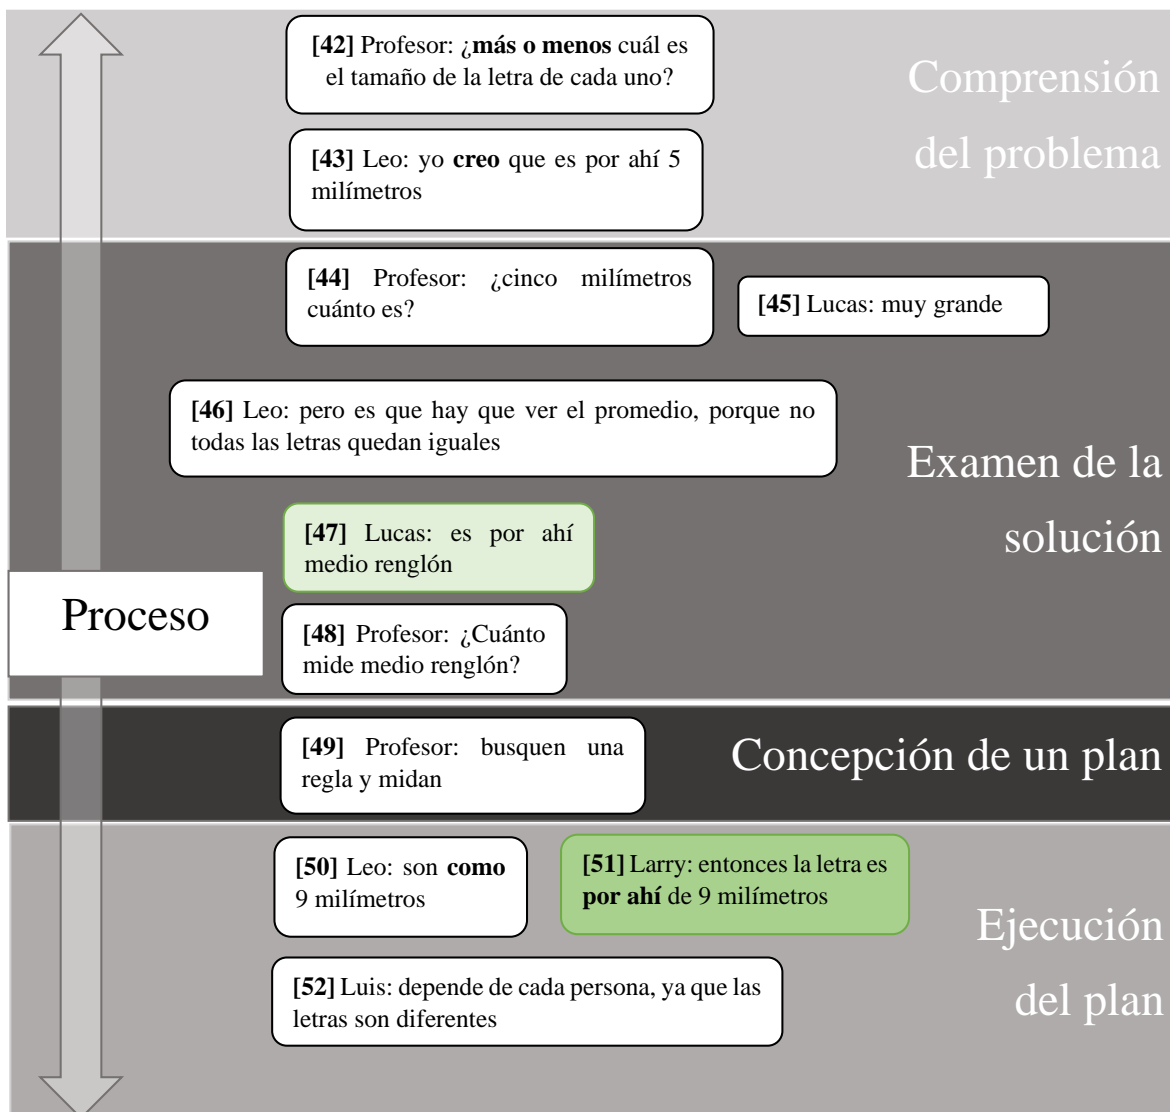 [42] Profesor: ¿más o menos cuál es
el tamaño de la letra de cada uno?
Comprensión
del problema
[43] Leo: yo creo que es por ahí 5
milímetros
[44] Profesor: ¿cinco milímetros
cuánto es?
[45] Lucas: muy grande
[46] Leo: pero es que hay que ver el promedio, porque no
todas las letras quedan iguales
Examen de la
solución
[47] Lucas: es por ahí
medio renglón
Proceso
[48] Profesor: ¿Cuánto
mide medio renglón?
[49] Profesor: busquen una
regla y midan
Concepción de un plan
[50] Leo: son como
9 milímetros
[51] Larry: entonces la letra es
por ahí de 9 milímetros
Ejecución
del plan
[52] Luis: depende de cada persona, ya que las
letras son diferentes